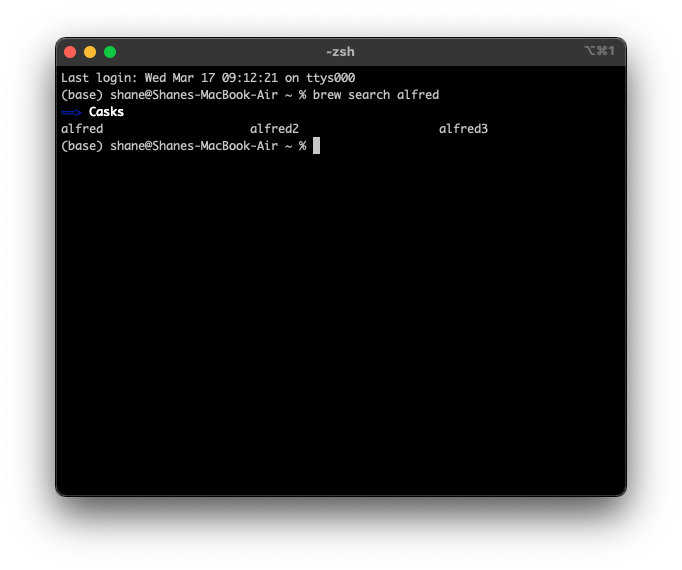 -zsh
⌥⌘1
Last login: Wed Mar 17 09:12:21 on ttys000
(base) shane@Shanes-MacBook-Air ~ % brew search alfred
==> Casks
alfred alfred2 alfred3
(base) shane@Shanes-MacBook-Air ~ %